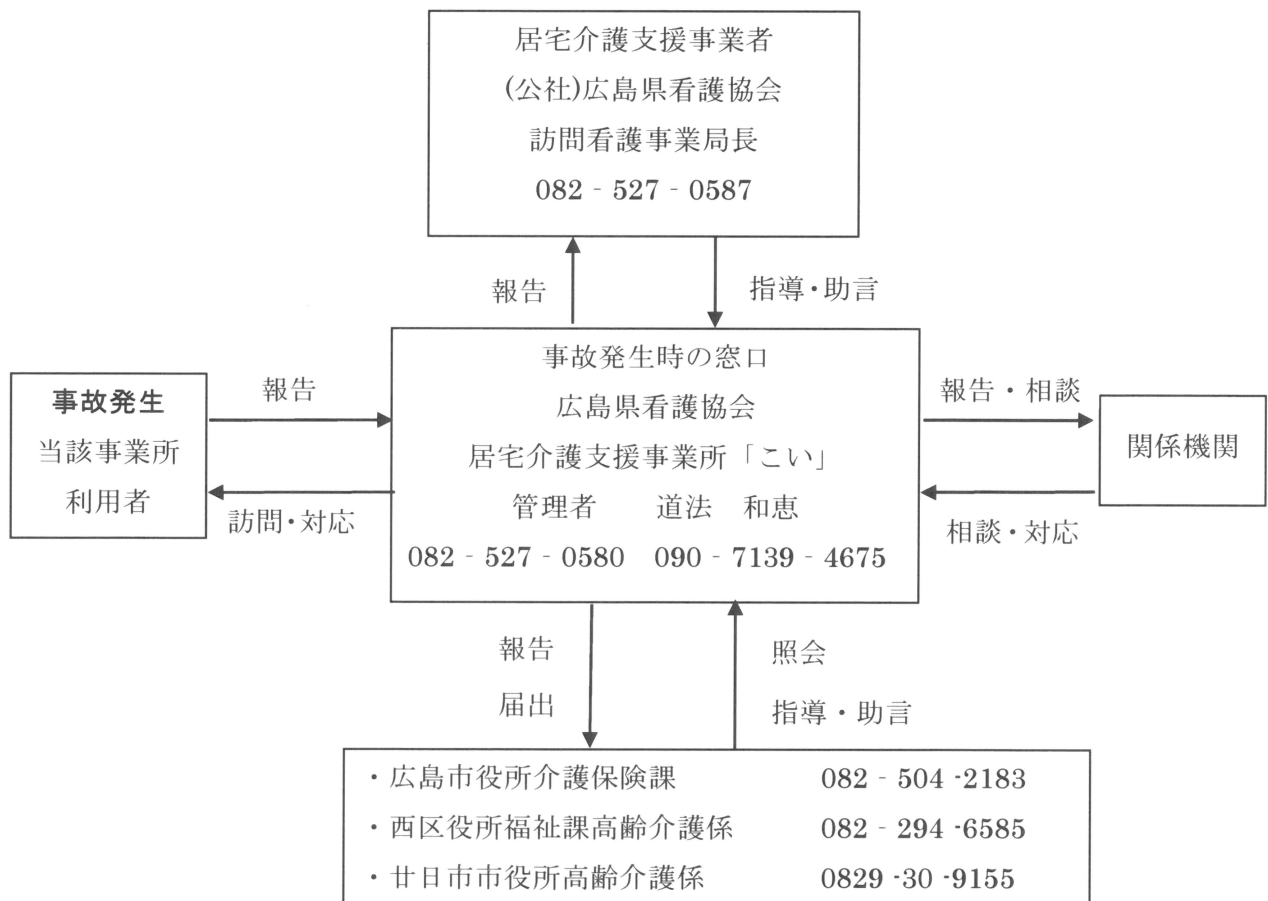 居宅介護支援事業者
(公社)広島県看護協会
訪問看護事業局長
082‐527‐0587
報告
指導・助言
事故発生時の窓口
広島県看護協会
居宅介護支援事業所「こい」
管理者　道法　和恵
082‐527‐0580　090‐7139‐4675
事故発生
当該事業所
利用者
報告
訪問・対応
報告・相談
相談・対応
関係機関
報告
届出
照会
指導・助言
・広島市役所介護保険課　082‐504‐2183
・西区役所福祉課高齢介護係　082‐294‐6585
・廿日市市役所高齢介護係　0829‐30‐9155